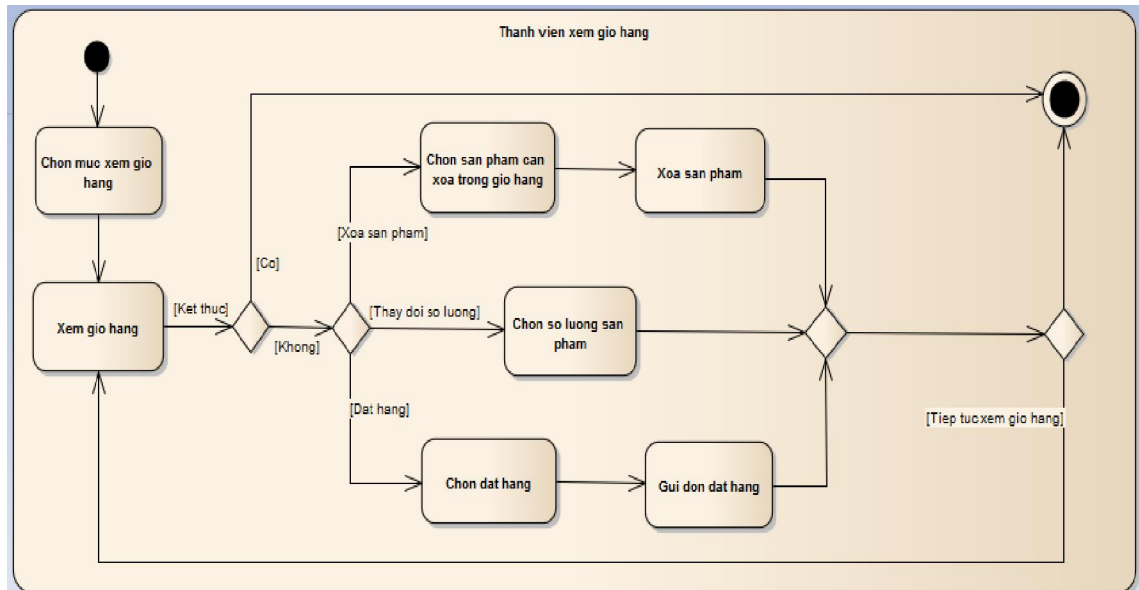 Thanh vien xem gio hang
Chon muc xem gio
hang
Chon san pham can
xoa trong gio hang
Xoa san pham
[Xoa san pham]
[Co]
[Ket thuc]
[Thay doi so luong]
Xem gio hang
Chon so luong san
pham
[Khong]
[Dat hang]
[Tiep tuc xem gio hang]
Chon dat hang
Gui don dat hang